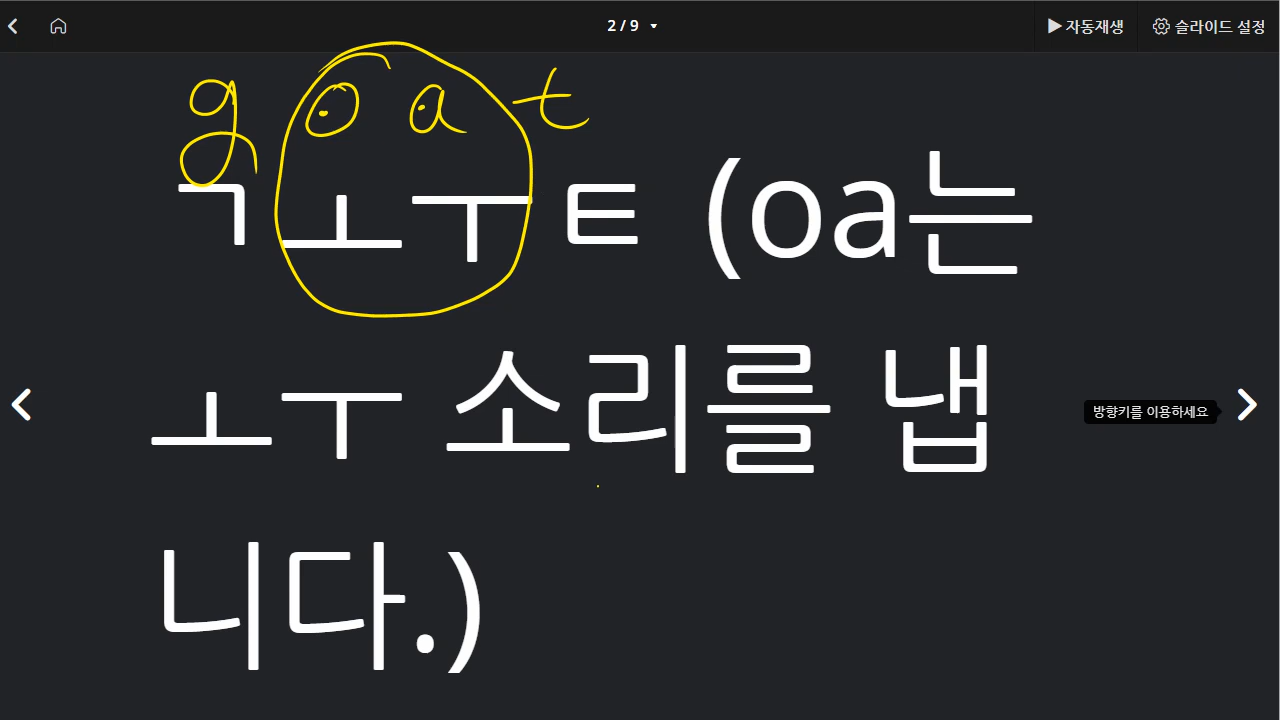 2 / 9
자동재생
슬라이드 설정
g o a t
ㄱㅗㅜㅌ (oa는
ㅗㅜ 소리를 냅
니다.)
방향키를 이용하세요